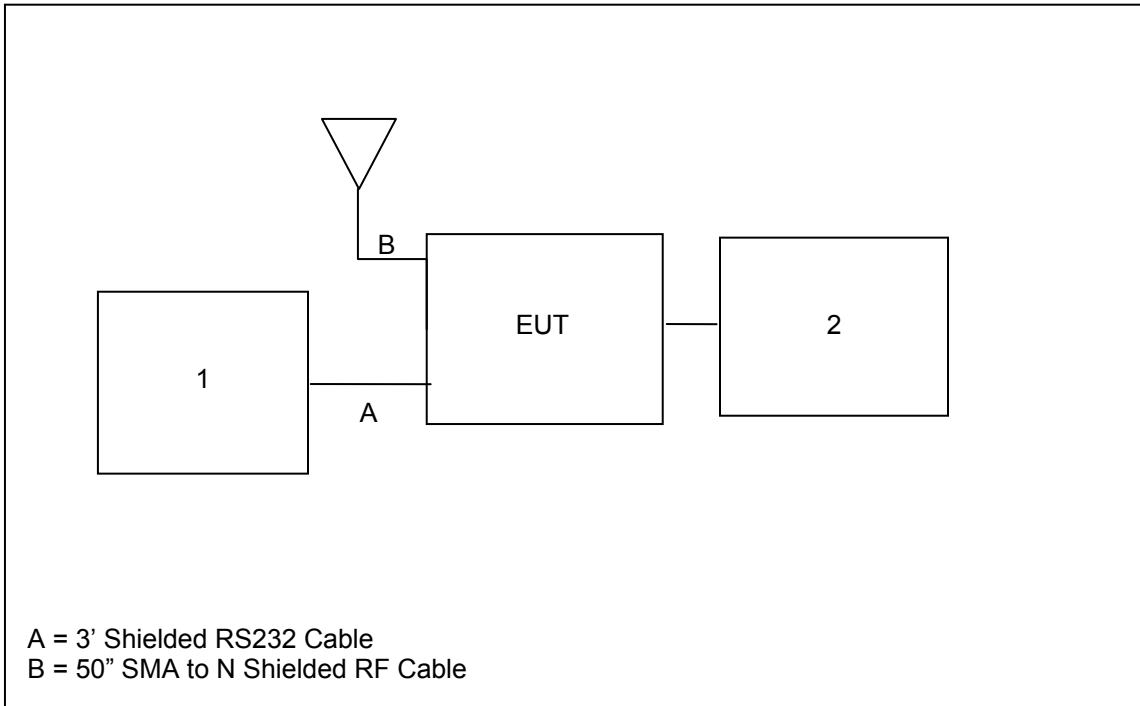 B
EUT
2
1
A
A = 3’ Shielded RS232 Cable
B = 50” SMA to N Shielded RF Cable